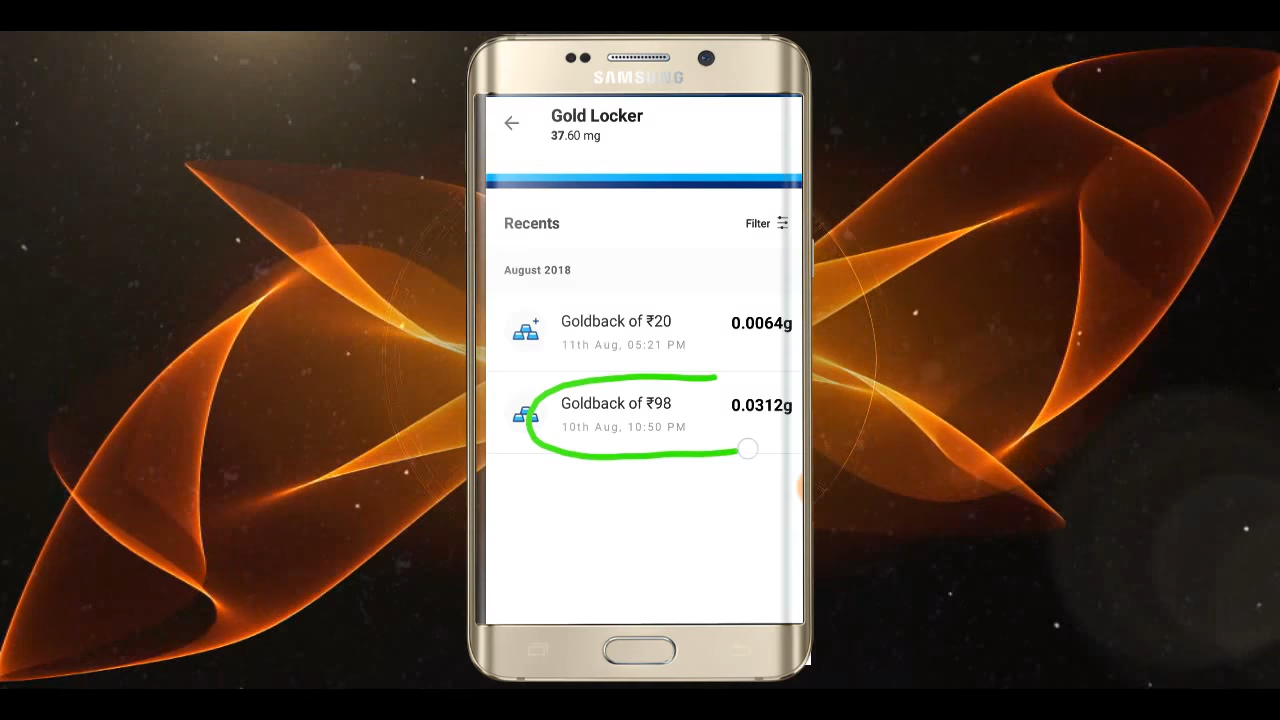 SAMSUNG
Gold Locker
37.60 mg
Recents
Filter
August 2018
Goldback of ₹20
0.0064g
11th Aug, 05:21 PM
Goldback of ₹98
0.0312g
10th Aug, 10:50 PM